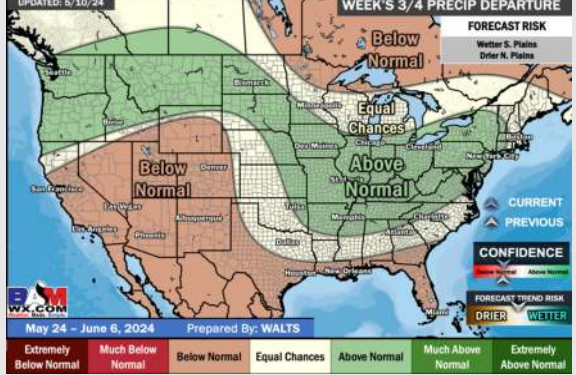 UPDATED: 5/10/24
WEEK'S 3/4 PRECIP DEPARTURE
FORECAST RISK
Wetter S. Plains
Drier N. Plains
Below
Normal
Seattle
Bismarck
Minneapolis
Equal
Chances
Boise
Boston
Des Moines
Chicago
Cleveland
New York City
Below
Normal
Denver
Above
Normal
St. Louis
San Francisco
Las Vegas
Tulsa
Memphis
Charlotte
Los Angeles
Albuquerque
Phoenix
Atlanta
Dallas
Houston
New Orleans
Miami
CURRENT
PREVIOUS
CONFIDENCE
Below Normal
Above Normal
FORECAST TREND RISK
DRIER
WETTER
BAM
WX.COM
May 24 – June 6, 2024
Prepared By: WALTS
Extremely
Below Normal
Much Below
Normal
Below Normal
Equal Chances
Above Normal
Much Above
Normal
Extremely
Above Normal